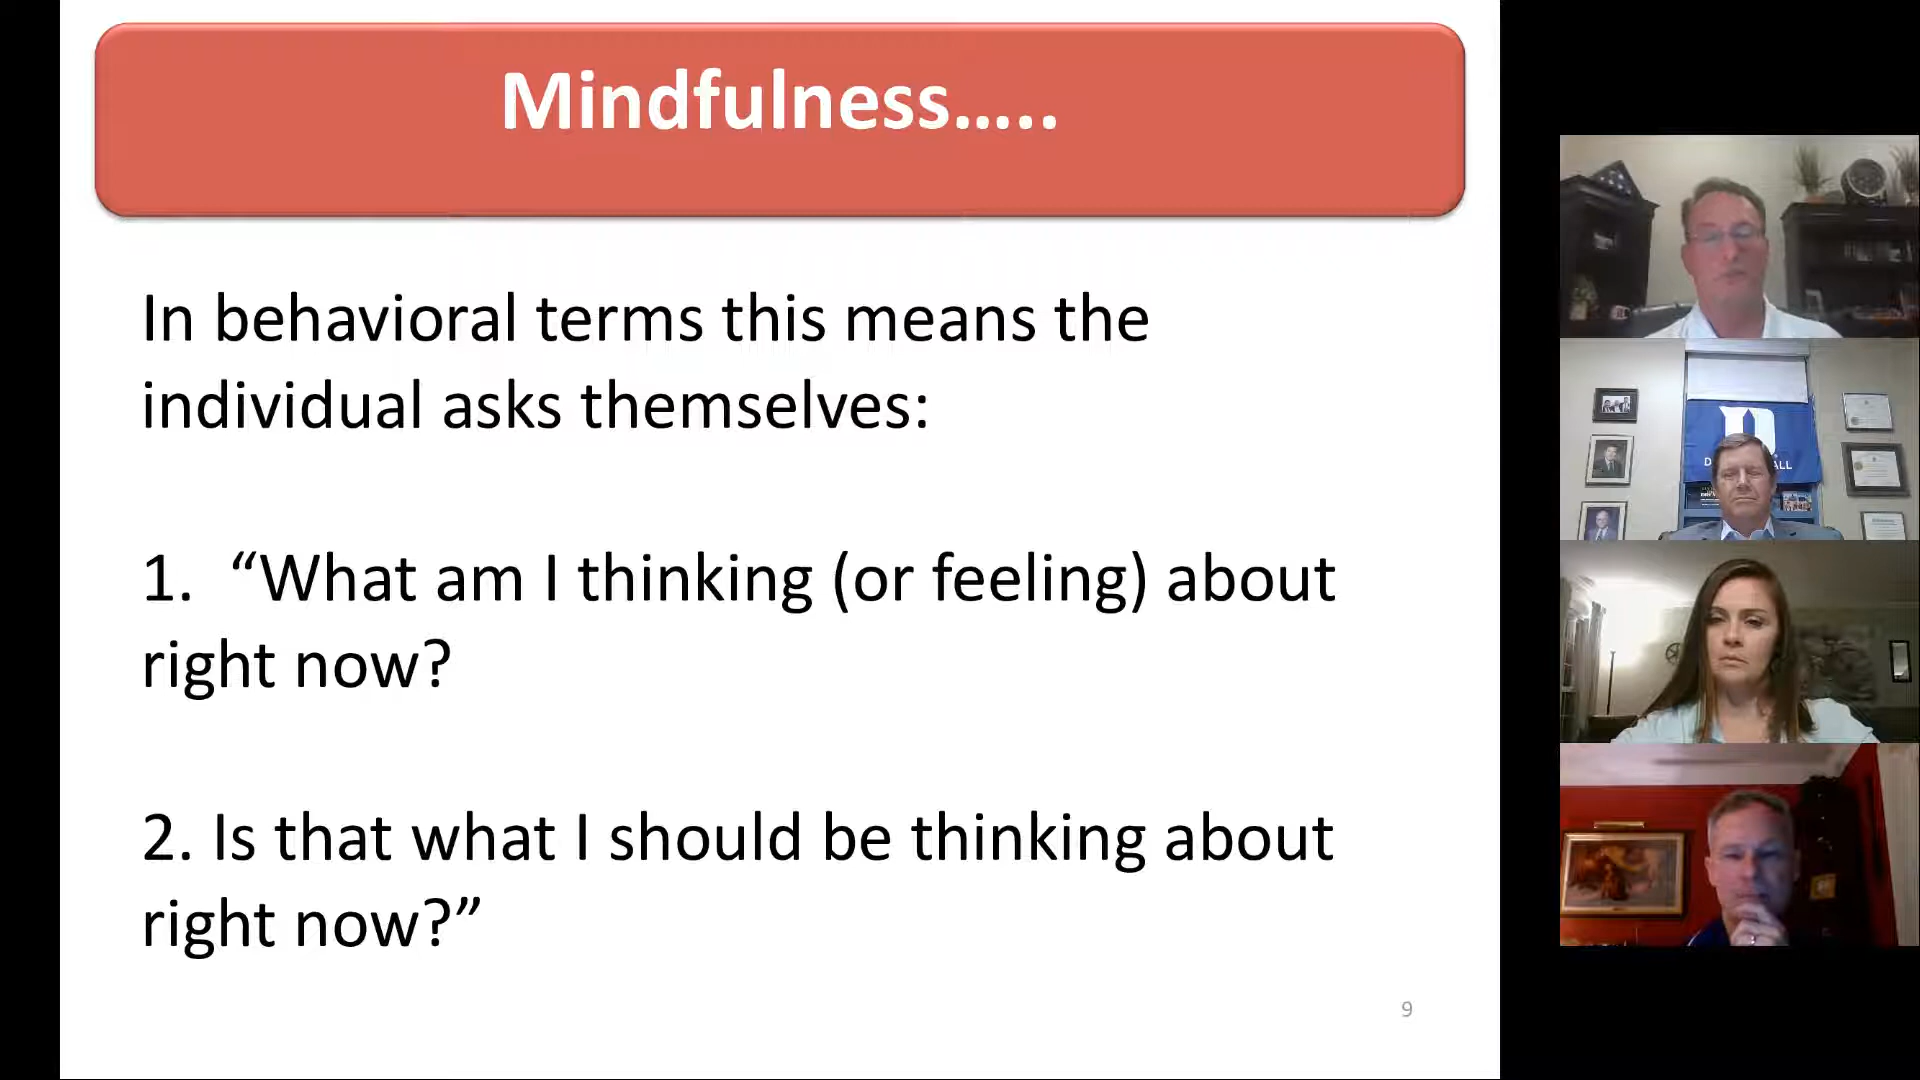 Mindfulness…..
In behavioral terms this means the
individual asks themselves:
1.  “What am I thinking (or feeling) about
right now?
2. Is that what I should be thinking about
right now?”
9